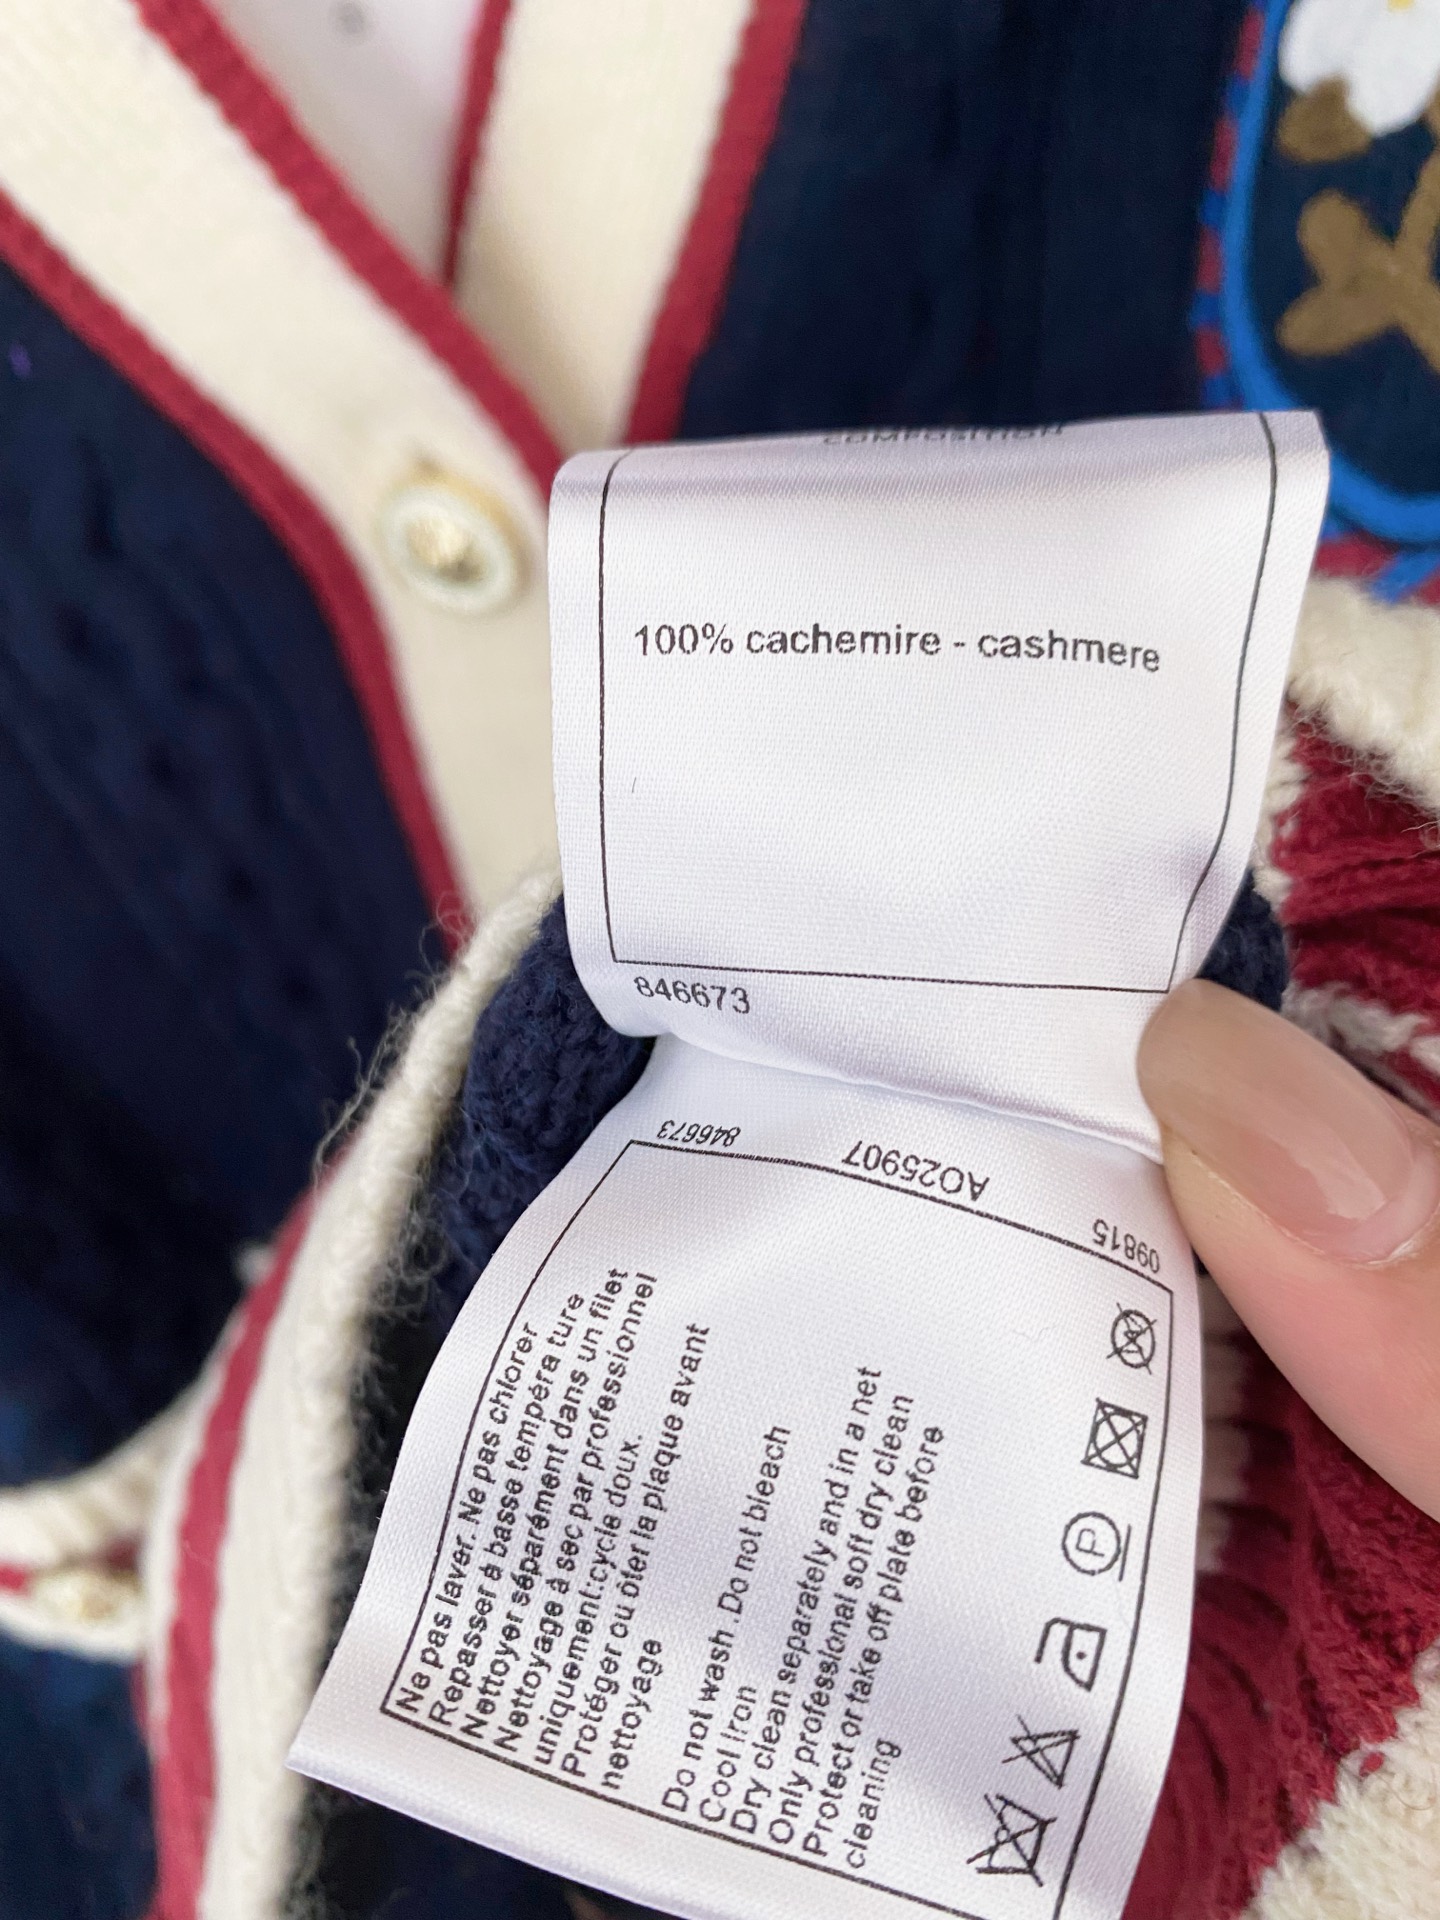 COMPOSITION
100% cachemire - cashmere
846673
846673
AO25907
09815
Ne pas laver. Ne pas chlorer
Repasser à basse tempéra ture
Nettoyer séparément dans un filet
Nettoyage à sec par professionnel
uniquement:cycle doux.
Protéger ou ôter la plaque avant
nettoyage
Do not wash . Do not bleach
Cool iron
Dry clean separately and in a net
Only professional soft dry clean
Protect or take off plate before
cleaning
P